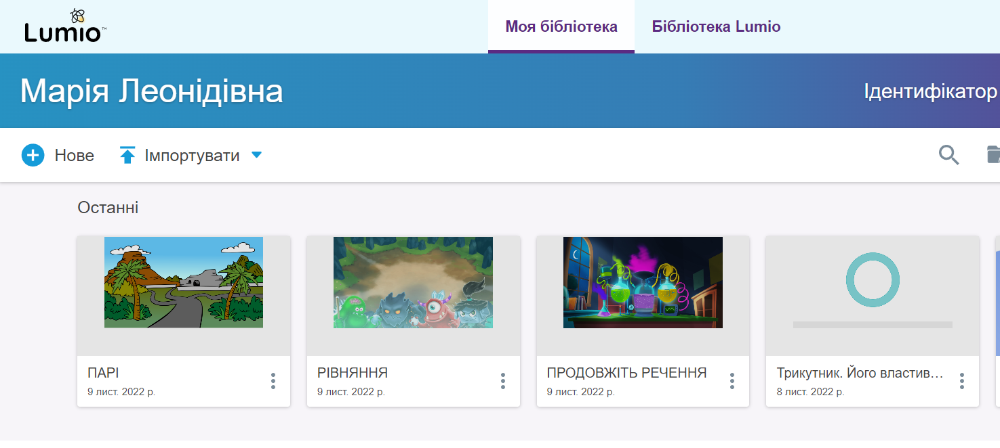 Lumio™
Моя бібліотека
Бібліотека Lumio
Марія Леонідівна
Ідентифікатор
Нове
Імпортувати
Останні
ПАРІ
9 лист. 2022 р.
РІВНЯННЯ
9 лист. 2022 р.
ПРОДОВЖІТЬ РЕЧЕННЯ
9 лист. 2022 р.
Трикутник. Його властив…
8 лист. 2022 р.